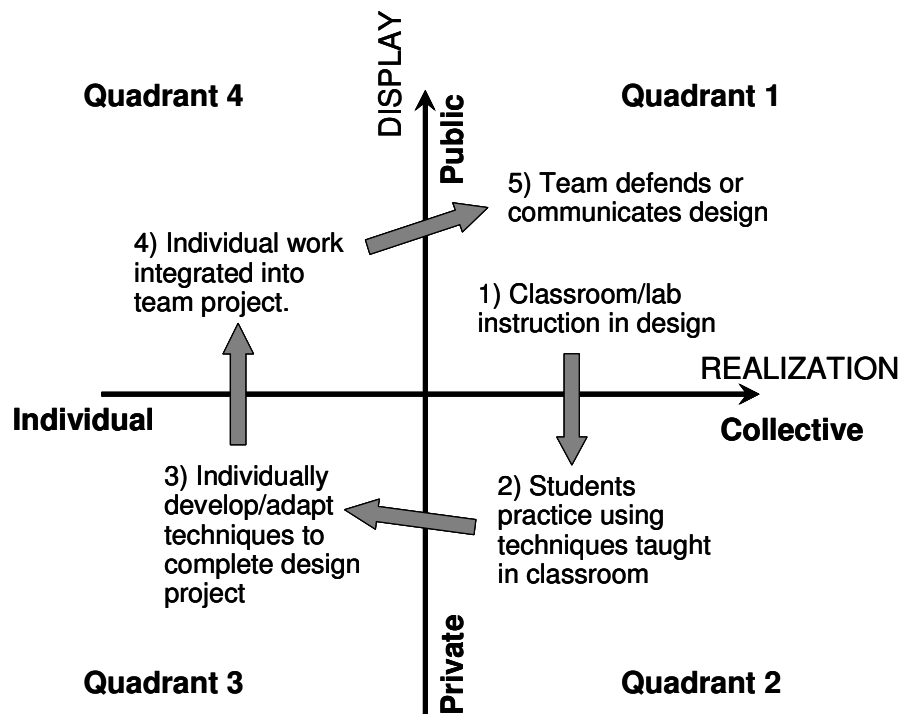 DISPLAY
Quadrant 4
Quadrant 1
Public
5) Team defends or
communicates design
4) Individual work
integrated into
team project.
1) Classroom/lab
instruction in design
REALIZATION
Individual
Collective
3) Individually
develop/adapt
techniques to
complete design
project
2) Students
practice using
techniques taught
in classroom
Private
Quadrant 3
Quadrant 2